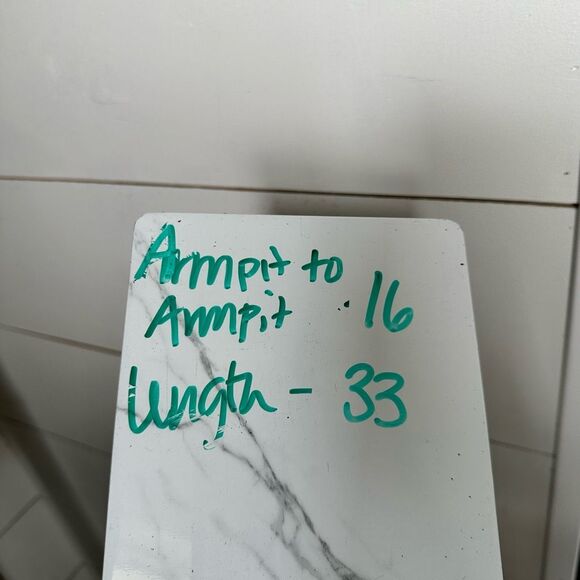 Armpit to
Armpit · 16
Length - 33